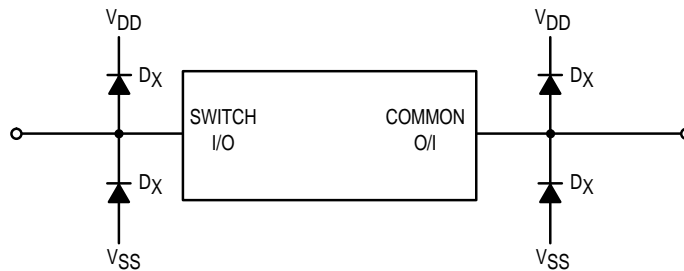 VDD
VDD
DX
DX
SWITCH
I/O
COMMON
O/I
DX
DX
VSS
VSS